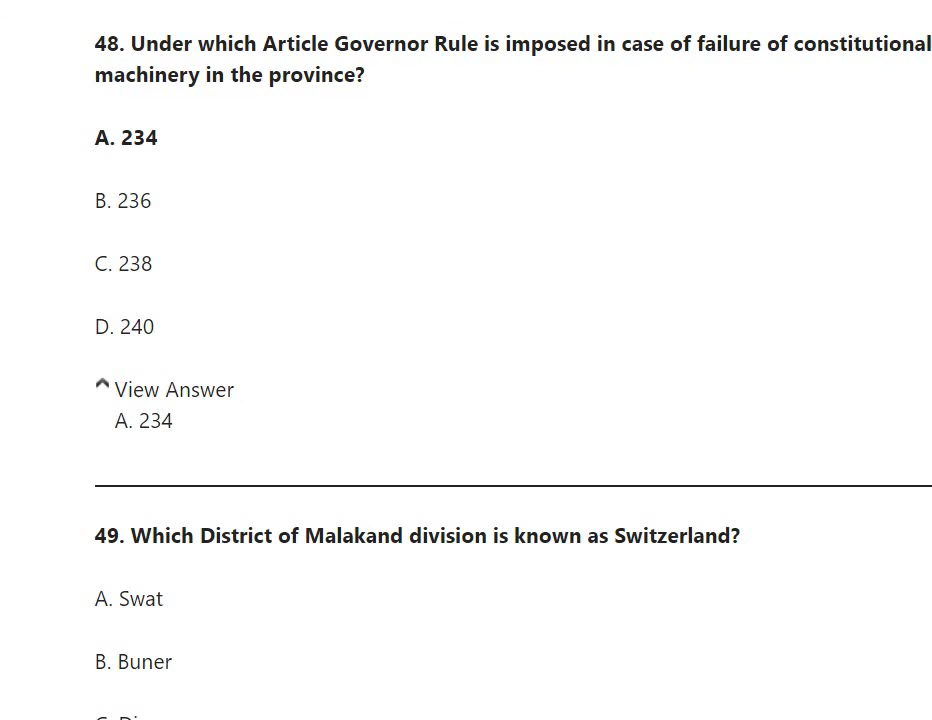 48. Under which Article Governor Rule is imposed in case of failure of constitutional
machinery in the province?
A. 234
B. 236
C. 238
D. 240
View Answer
A. 234
49. Which District of Malakand division is known as Switzerland?
A. Swat
B. Buner